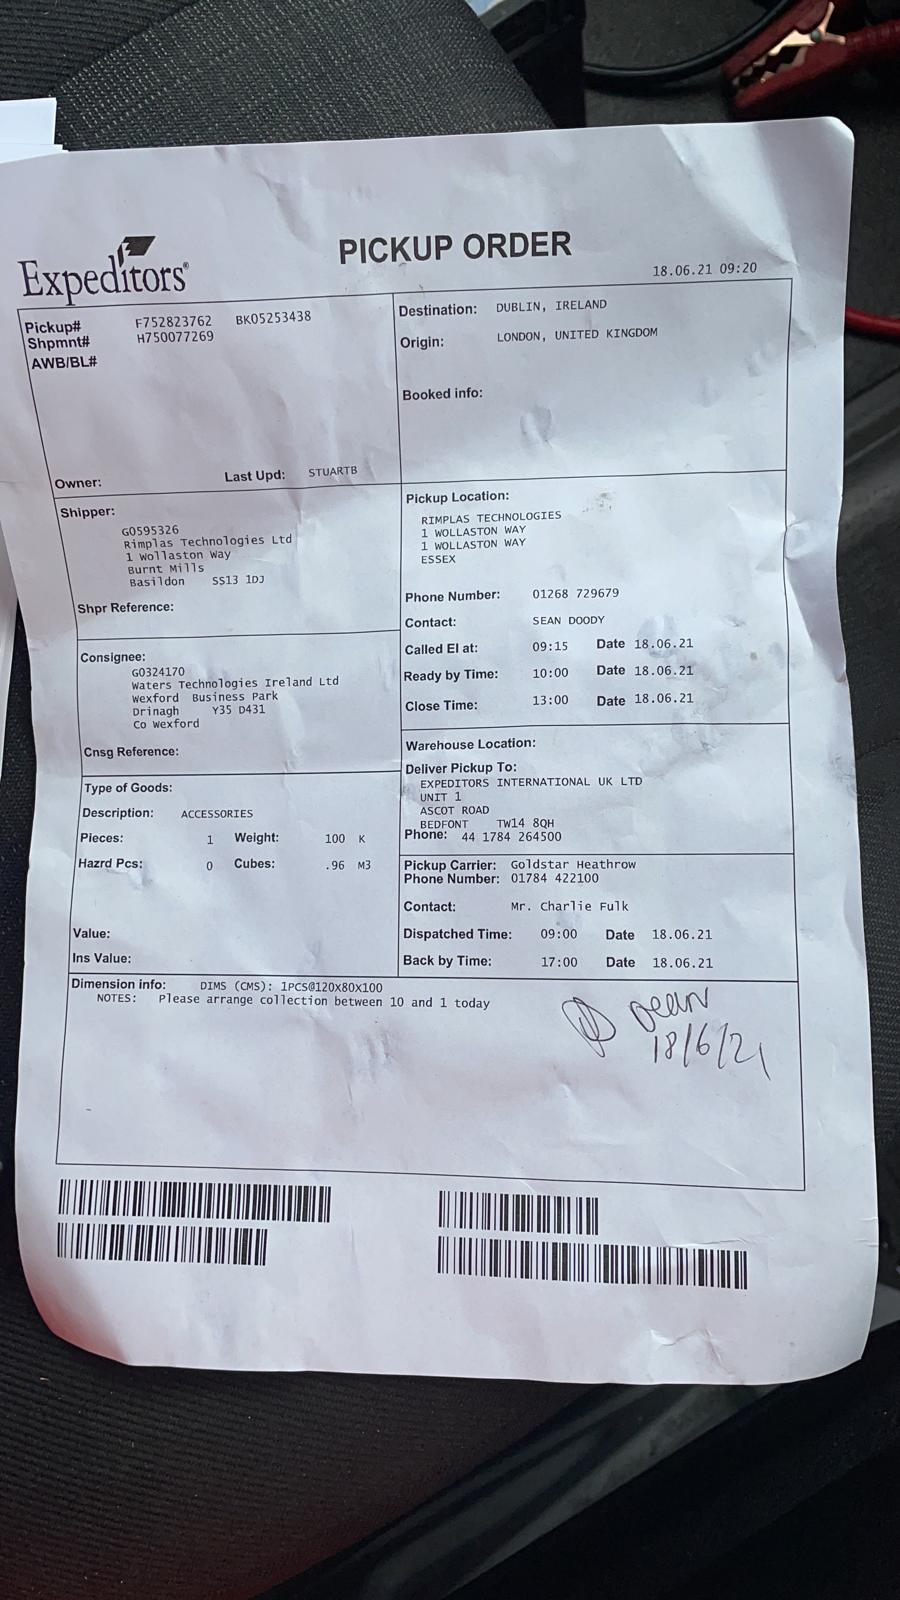 Expeditors®
PICKUP ORDER
18.06.21 09:20
Pickup# F752823762 BK05253438
Shpmnt# H750077269
AWB/BL#
Owner: Last Upd: STUARTB
Destination: DUBLIN, IRELAND
Origin: LONDON, UNITED KINGDOM
Booked info:
Shipper:
G0595326
Rimplas Technologies Ltd
1 Wollaston Way
Burnt Mills
Basildon SS13 1DJ
Shpr Reference:
Pickup Location:
RIMPLAS TECHNOLOGIES
1 WOLLASTON WAY
1 WOLLASTON WAY
ESSEX
Phone Number: 01268 729679
Contact: SEAN DOODY
Called EI at: 09:15 Date 18.06.21
Ready by Time: 10:00 Date 18.06.21
Close Time: 13:00 Date 18.06.21
Consignee:
G0324170
Waters Technologies Ireland Ltd
Wexford Business Park
Drinagh Y35 D431
Co Wexford
Cnsg Reference:
Warehouse Location:
Deliver Pickup To:
EXPEDITORS INTERNATIONAL UK LTD
UNIT 1
ASCOT ROAD
BEDFONT TW14 8QH
Phone: 44 1784 264500
Type of Goods:
Description: ACCESSORIES
Pieces: 1 Weight: 100 K
Hazrd Pcs: 0 Cubes: .96 M3
Value:
Ins Value:
Pickup Carrier: Goldstar Heathrow
Phone Number: 01784 422100
Contact: Mr. Charlie Fulk
Dispatched Time: 09:00 Date 18.06.21
Back by Time: 17:00 Date 18.06.21
Dimension info: DIMS (CMS): 1PCS@120X80X100
NOTES: Please arrange collection between 10 and 1 today
18/6/21